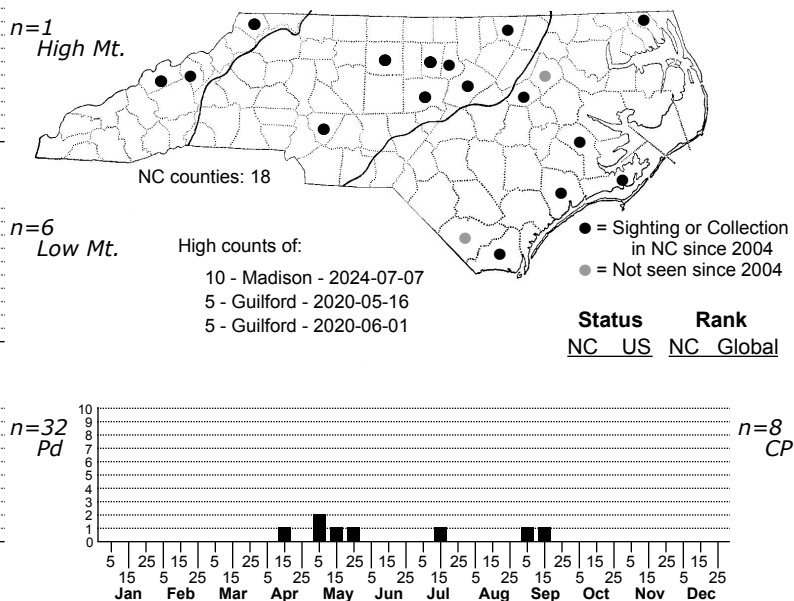 n=1
High Mt.
NC counties: 18
n=6
Low Mt.
High counts of:
10 - Madison - 2024-07-07
5 - Guilford - 2020-05-16
5 - Guilford - 2020-06-01
= Sighting or Collection
in NC since 2004
= Not seen since 2004
Status Rank
NC US NC Global
n=32
Pd
n=8
CP
10
9
8
7
6
5
4
3
2
1
0
5 25 15 5 25 15 5 25 15 5 25 15 5 25 15 5 25 15
15 5 25 15 5 25 15 5 25 15 5 25 15 5 25 15 5 25
Jan Feb Mar Apr May Jun Jul Aug Sep Oct Nov Dec